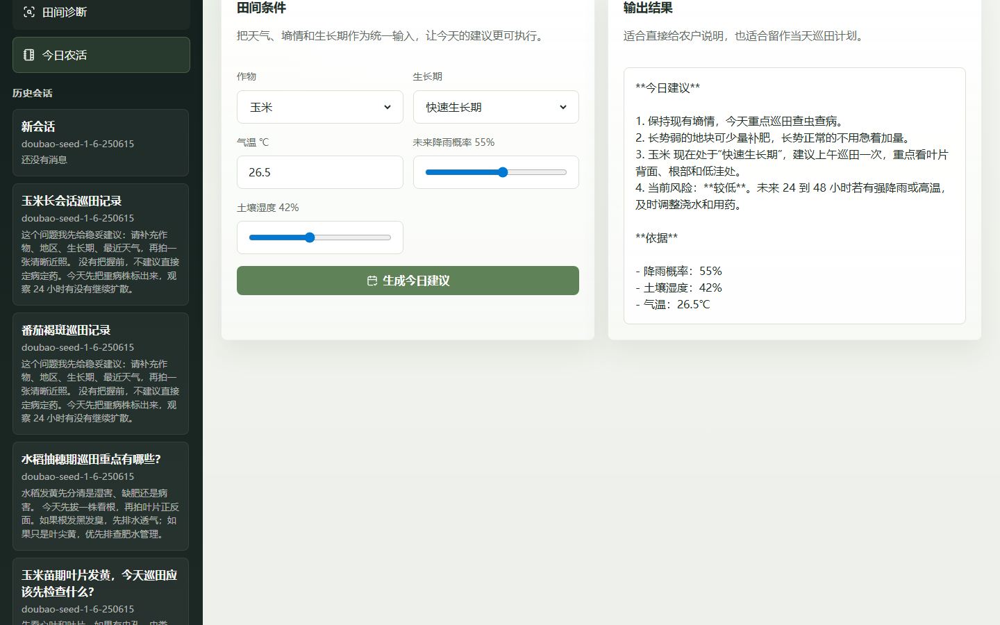 田间诊断
今日农活
历史会话
新会话
doubao-seed-1-6-250615
还没有消息
玉米长会话巡田记录
doubao-seed-1-6-250615
这个问题我先给稳妥建议：请补充作
物、地区、生长期、最近天气，再拍一
张清晰近照。 没有把握前，不建议直接
定病定药。今天先把重病株标出来，观
察 24 小时有没有继续扩散。
番茄褐斑巡田记录
doubao-seed-1-6-250615
这个问题我先给稳妥建议：请补充作
物、地区、生长期、最近天气，再拍一
张清晰近照。 没有把握前，不建议直接
定病定药。今天先把重病株标出来，观
察 24 小时有没有继续扩散。
水稻抽穗期巡田重点有哪些？
doubao-seed-1-6-250615
水稻发黄先分清是湿害、缺肥还是病
害。 今天先拔一株看根，再拍叶片正反
面。如果根发黑发臭，先排水透气；如
果只是叶尖黄，优先排查肥水管理。
玉米苗期叶片发黄，今天巡田应
该先检查什么？
doubao-seed-1-6-250615
田间条件
把天气、墒情和生长期作为统一输入，让今天的建议更可执行。
作物
生长期
玉米
快速生长期
气温 ℃
未来降雨概率 55%
26.5
土壤湿度 42%
生成今日建议
输出结果
适合直接给农户说明，也适合留作当天巡田计划。
**今日建议**
1. 保持现有墒情，今天重点巡田查虫查病。
2. 长势弱的地块可少量补肥，长势正常的不用急着加量。
3. 玉米 现在处于“快速生长期”，建议上午巡田一次，重点看叶片
背面、根部和低洼处。
4. 当前风险：**较低**。未来 24 到 48 小时若有强降雨或高温，
及时调整浇水和用药。
**依据**
- 降雨概率：55%
- 土壤湿度：42%
- 气温：26.5℃